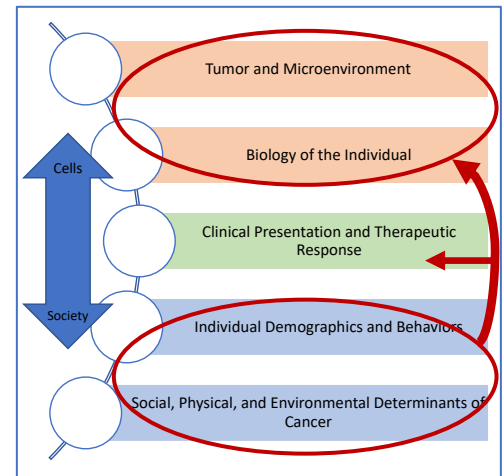 Tumor and Microenvironment
Cells
Biology of the Individual
Clinical Presentation and Therapeutic
Response
Society
Individual Demographics and Behaviors
Social, Physical, and Environmental Determinants of
Cancer